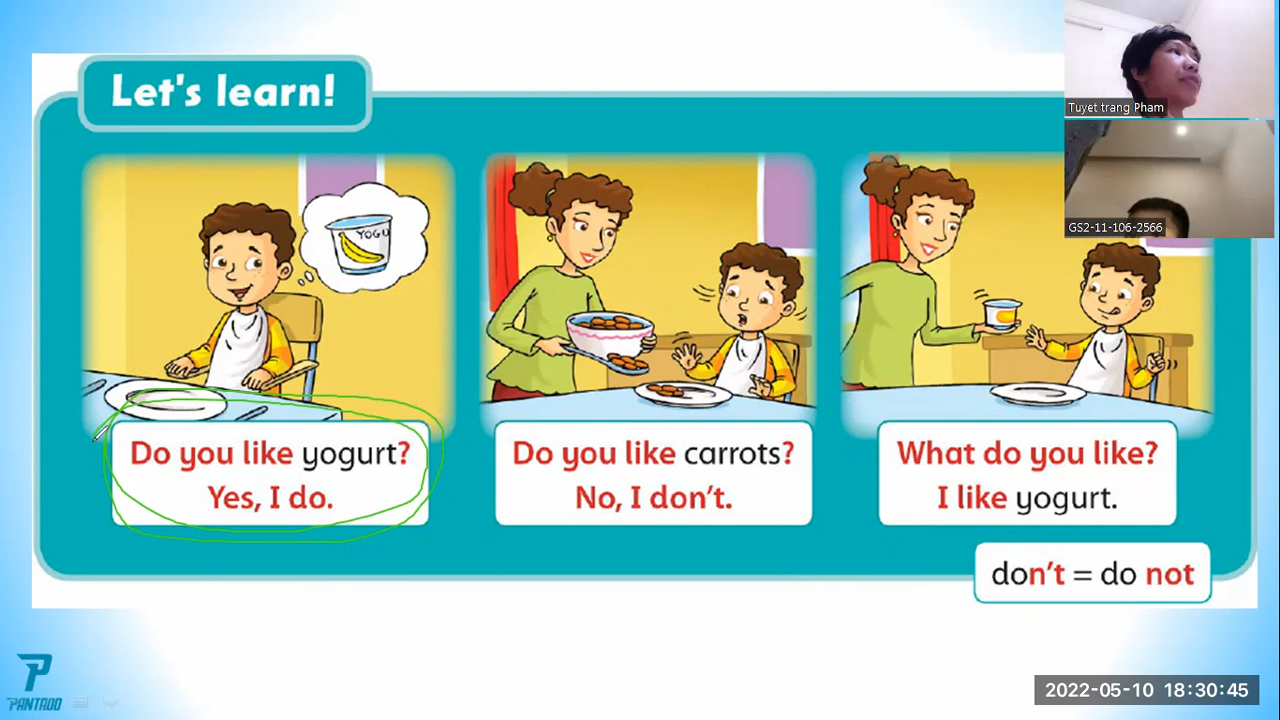 Let's learn!
YOGU
Do you like yogurt?
Yes, I do.
Do you like carrots?
No, I don't.
What do you like?
I like yogurt.
don't = do not
Tuyet trang Pham
GS2-11-106-2566
PANTADO
2022-05-10 18:30:45